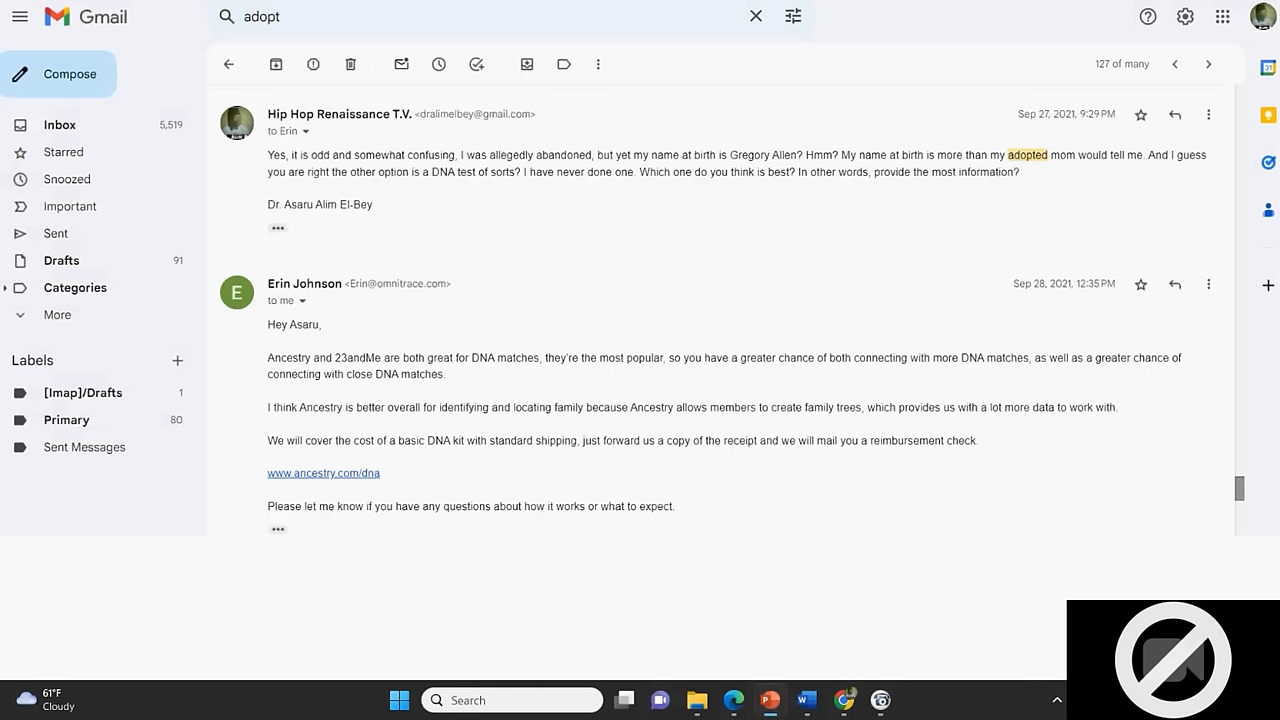 Gmail
adopt
Compose
127 of many
Inbox 5,519
Starred
Snoozed
Important
Sent
Drafts 91
Categories
More
Labels
[Imap]/Drafts 1
Primary 80
Sent Messages
Hip Hop Renaissance T.V. <dralimelbey@gmail.com> Sep 27, 2021, 9:29 PM
to Erin
Yes, it is odd and somewhat confusing, I was allegedly abandoned, but yet my name at birth is Gregory Allen? Hmm? My name at birth is more than my adopted mom would tell me. And I guess
you are right the other option is a DNA test of sorts? I have never done one. Which one do you think is best? In other words, provide the most information?
Dr. Asaru Alim El-Bey
E
Erin Johnson <Erin@omnitrace.com> Sep 28, 2021, 12:35 PM
to me
Hey Asaru,
Ancestry and 23andMe are both great for DNA matches, they're the most popular, so you have a greater chance of both connecting with more DNA matches, as well as a greater chance of
connecting with close DNA matches.
I think Ancestry is better overall for identifying and locating family because Ancestry allows members to create family trees, which provides us with a lot more data to work with.
We will cover the cost of a basic DNA kit with standard shipping, just forward us a copy of the receipt and we will mail you a reimbursement check.
www.ancestry.com/dna
Please let me know if you have any questions about how it works or what to expect.
61°F
Cloudy
Search